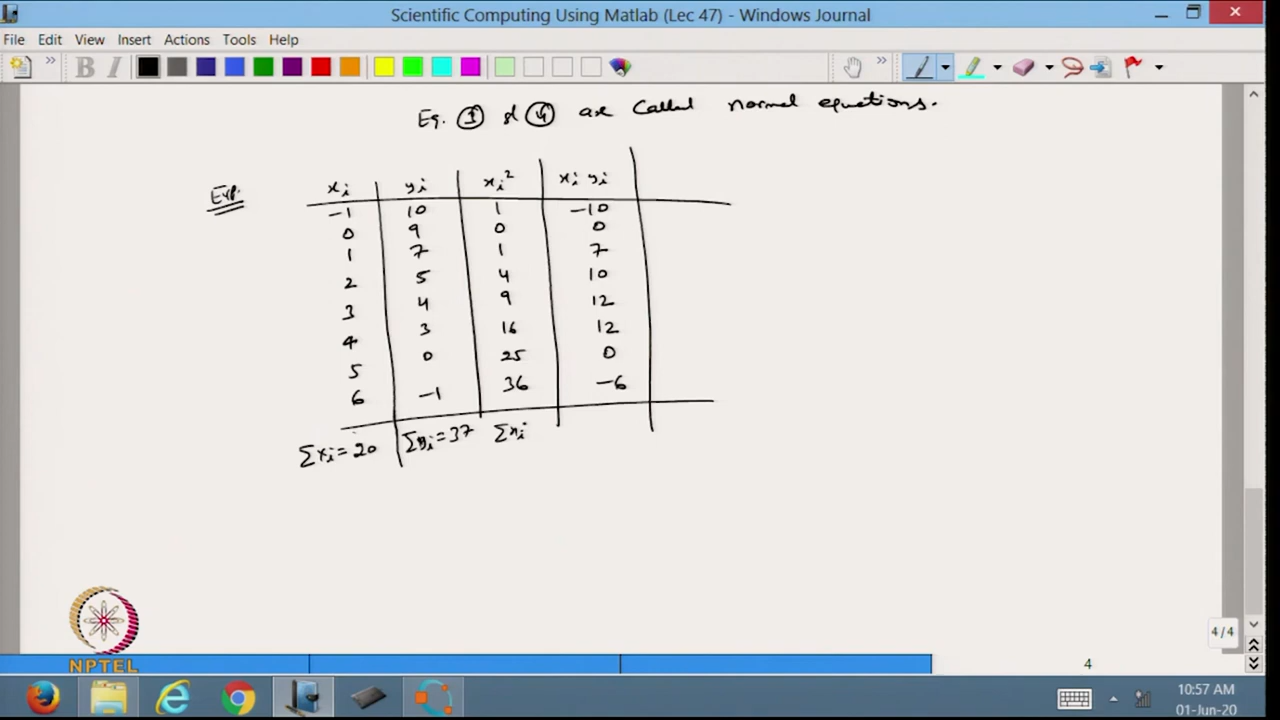 Scientific Computing Using Matlab (Lec 47) - Windows Journal
File Edit View Insert Actions Tools Help
Eq. ③ & ④ are called normal equations.
Exp. xᵢ yᵢ xᵢ² xᵢ yᵢ
-1 10 1 -10
0 9 0 0
1 7 1 7
2 5 4 10
3 4 9 12
4 3 16 12
5 0 25 0
6 -1 36 -6
Σxᵢ=20 Σyᵢ=37 Σxᵢ
4/4
NPTEL
4
10:57 AM
01-Jun-20